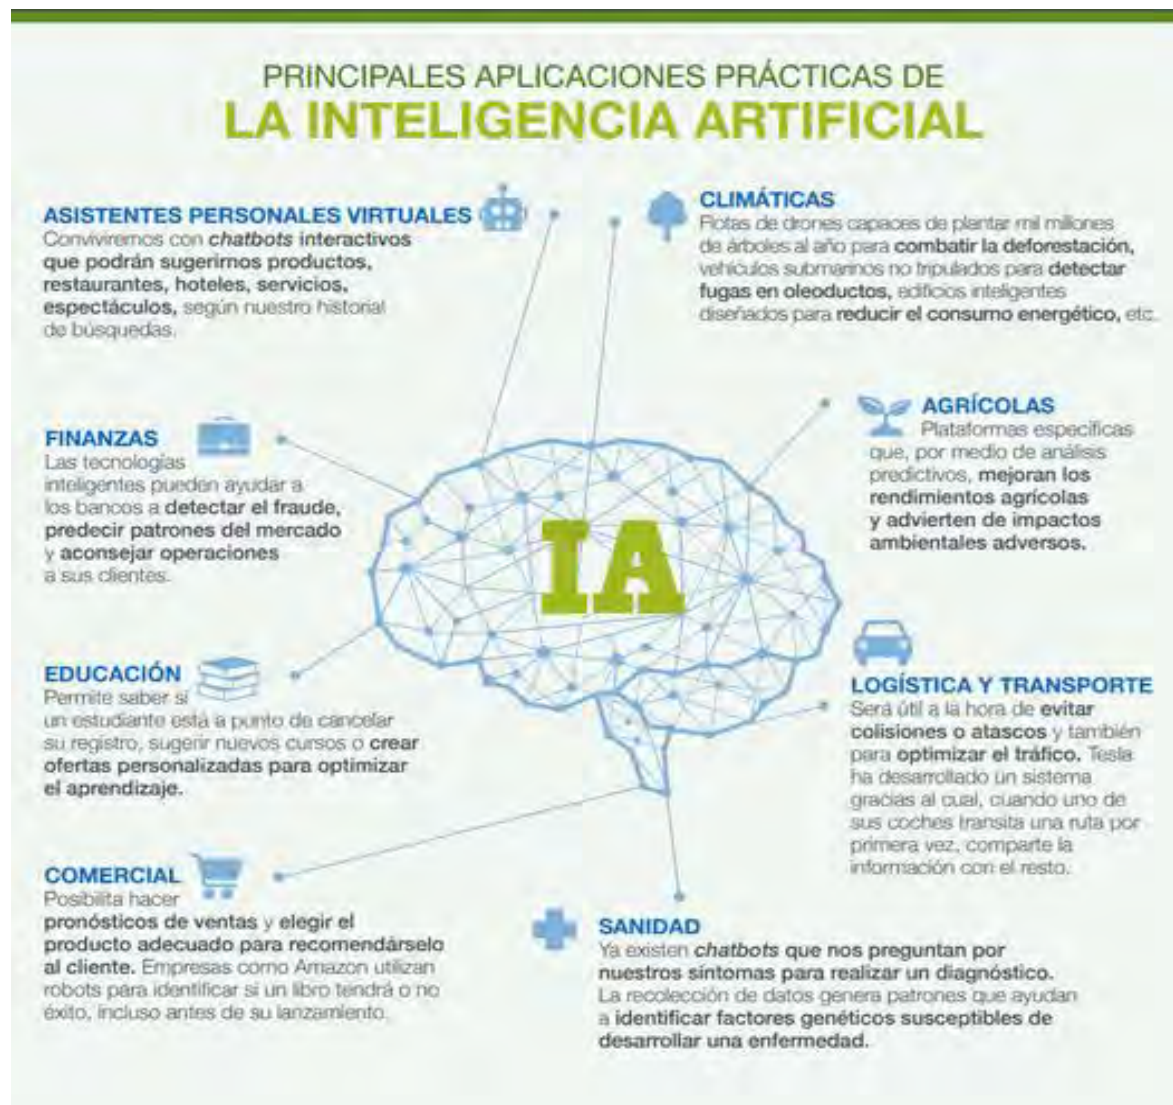 PRINCIPALES APLICACIONES PRÁCTICAS DE
LA INTELIGENCIA ARTIFICIAL
ASISTENTES PERSONALES VIRTUALES
Conviviremos con chatbots interactivos
que podrán sugerirnos productos,
restaurantes, hoteles, servicios,
espectáculos, según nuestro historial
de búsquedas.
CLIMÁTICAS
Flotas de drones capaces de plantar mil millones
de árboles al año para combatir la deforestación,
vehículos submarinos no tripulados para detectar
fugas en oleoductos, edificios inteligentes
diseñados para reducir el consumo energético, etc.
FINANZAS
Las tecnologías
inteligentes pueden ayudar a
los bancos a detectar el fraude,
predecir patrones del mercado
y aconsejar operaciones
a sus clientes.
AGRÍCOLAS
Plataformas específicas
que, por medio de análisis
predictivos, mejoran los
rendimientos agrícolas
y advierten de impactos
ambientales adversos.
IA
EDUCACIÓN
Permite saber si
un estudiante está a punto de cancelar
su registro, sugerir nuevos cursos o crear
ofertas personalizadas para optimizar
el aprendizaje.
LOGÍSTICA Y TRANSPORTE
Será útil a la hora de evitar
colisiones o atascos y también
para optimizar el tráfico. Tesla
ha desarrollado un sistema
gracias al cual, cuando uno de
sus coches transita una ruta por
primera vez, comparte la
información con el resto.
COMERCIAL
Posibilita hacer
pronósticos de ventas y elegir el
producto adecuado para recomendárselo
al cliente. Empresas como Amazon utilizan
robots para identificar si un libro tendrá o no
éxito, incluso antes de su lanzamiento.
SANIDAD
Ya existen chatbots que nos preguntan por
nuestros síntomas para realizar un diagnóstico.
La recolección de datos genera patrones que ayudan
a identificar factores genéticos susceptibles de
desarrollar una enfermedad.